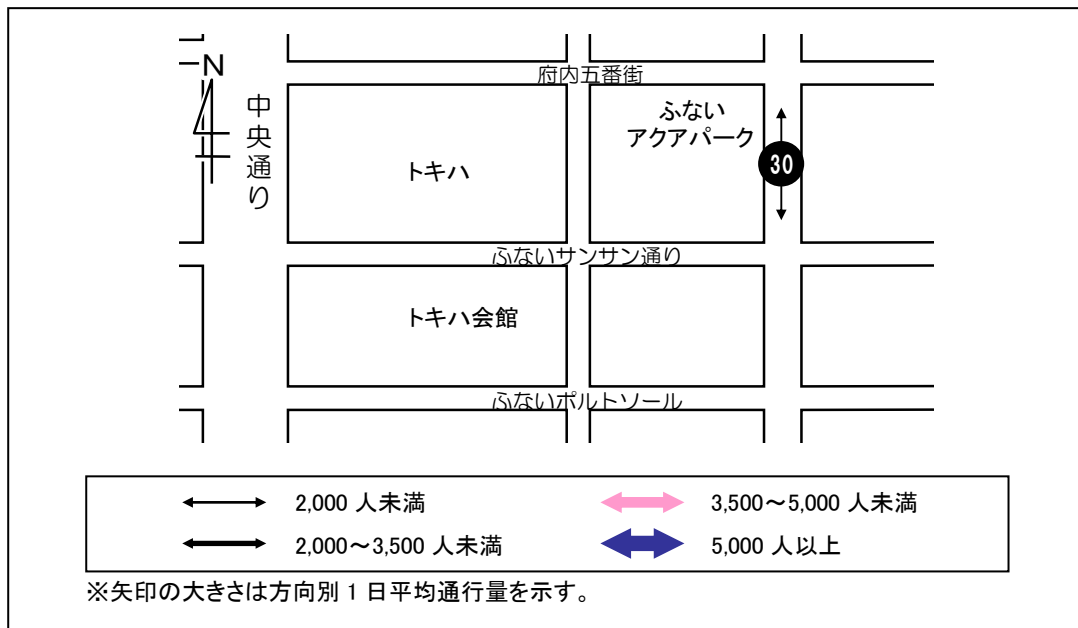 N
府内五番街
中央通り
ふない
アクアパーク
30
トキハ
ふないサンサン通り
トキハ会館
ふないポルトソール
2,000 人未満
3,500～5,000 人未満
2,000～3,500 人未満
5,000 人以上
※矢印の大きさは方向別 1 日平均通行量を示す。